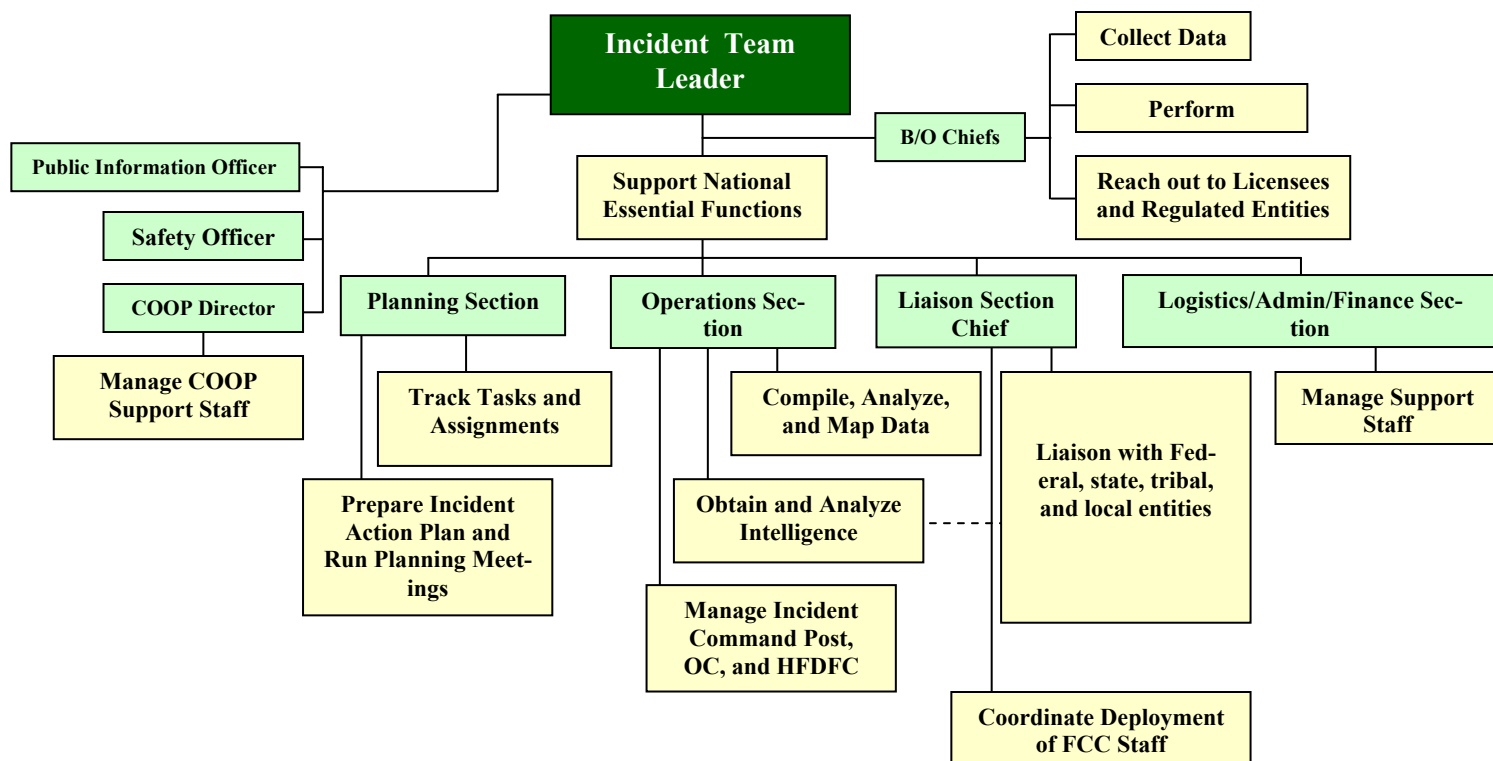 Incident Team
Leader
Collect Data
Perform
B/O Chiefs
Reach out to Licensees
and Regulated Entities
Public Information Officer
Safety Officer
COOP Director
Manage COOP
Support Staff
Support National
Essential Functions
Planning Section
Operations Sec-
tion
Liaison Section
Chief
Logistics/Admin/Finance Sec-
tion
Track Tasks and
Assignments
Prepare Incident
Action Plan and
Run Planning Meet-
ings
Compile, Analyze,
and Map Data
Obtain and Analyze
Intelligence
Manage Incident
Command Post,
OC, and HFDFC
Liaison with Fed-
eral, state, tribal,
and local entities
Coordinate Deployment
of FCC Staff
Manage Support
Staff